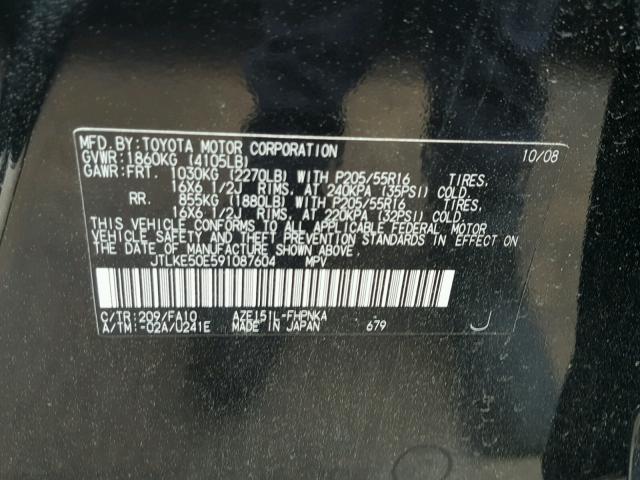 MFD. BY:TOYOTA MOTOR CORPORATION 10/08
GVWR:1860KG (4105LB)
GAWR:FRT. 1030KG (2270LB) WITH P205/55R16 TIRES,
16X6 1/2J RIMS, AT 240KPA (35PSI) COLD
RR. 855KG (1880LB) WITH P205/55R16 TIRES,
16X6 1/2J RIMS, AT 220KPA (32PSI) COLD.
THIS VEHICLE CONFORMS TO ALL APPLICABLE FEDERAL MOTOR
VEHICLE SAFETY AND THEFT PREVENTION STANDARDS IN EFFECT ON
THE DATE OF MANUFACTURE SHOWN ABOVE.
JTLKE50E591087604 MPV
C/TR:209/FA10 AZE151L-FHPNKA
A/TM:-02A/U241E MADE IN JAPAN 679 J